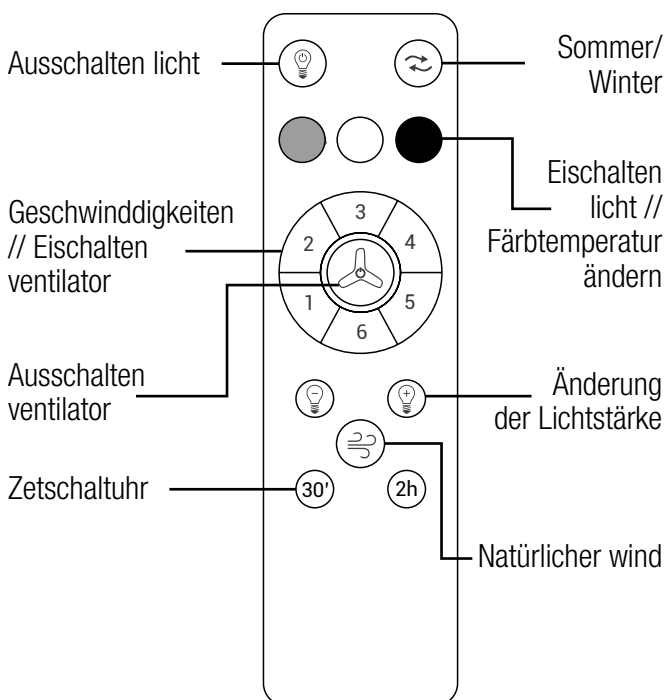 Ausschalten licht
Sommer/
Winter
Eischalten
licht //
Färbtemperatur
ändern
Geschwinddigkeiten
// Eischalten
ventilator
3
2
4
1
5
6
Ausschalten
ventilator
Änderung
der Lichtstärke
Zetschaltuhr
30'
2h
Natürlicher wind